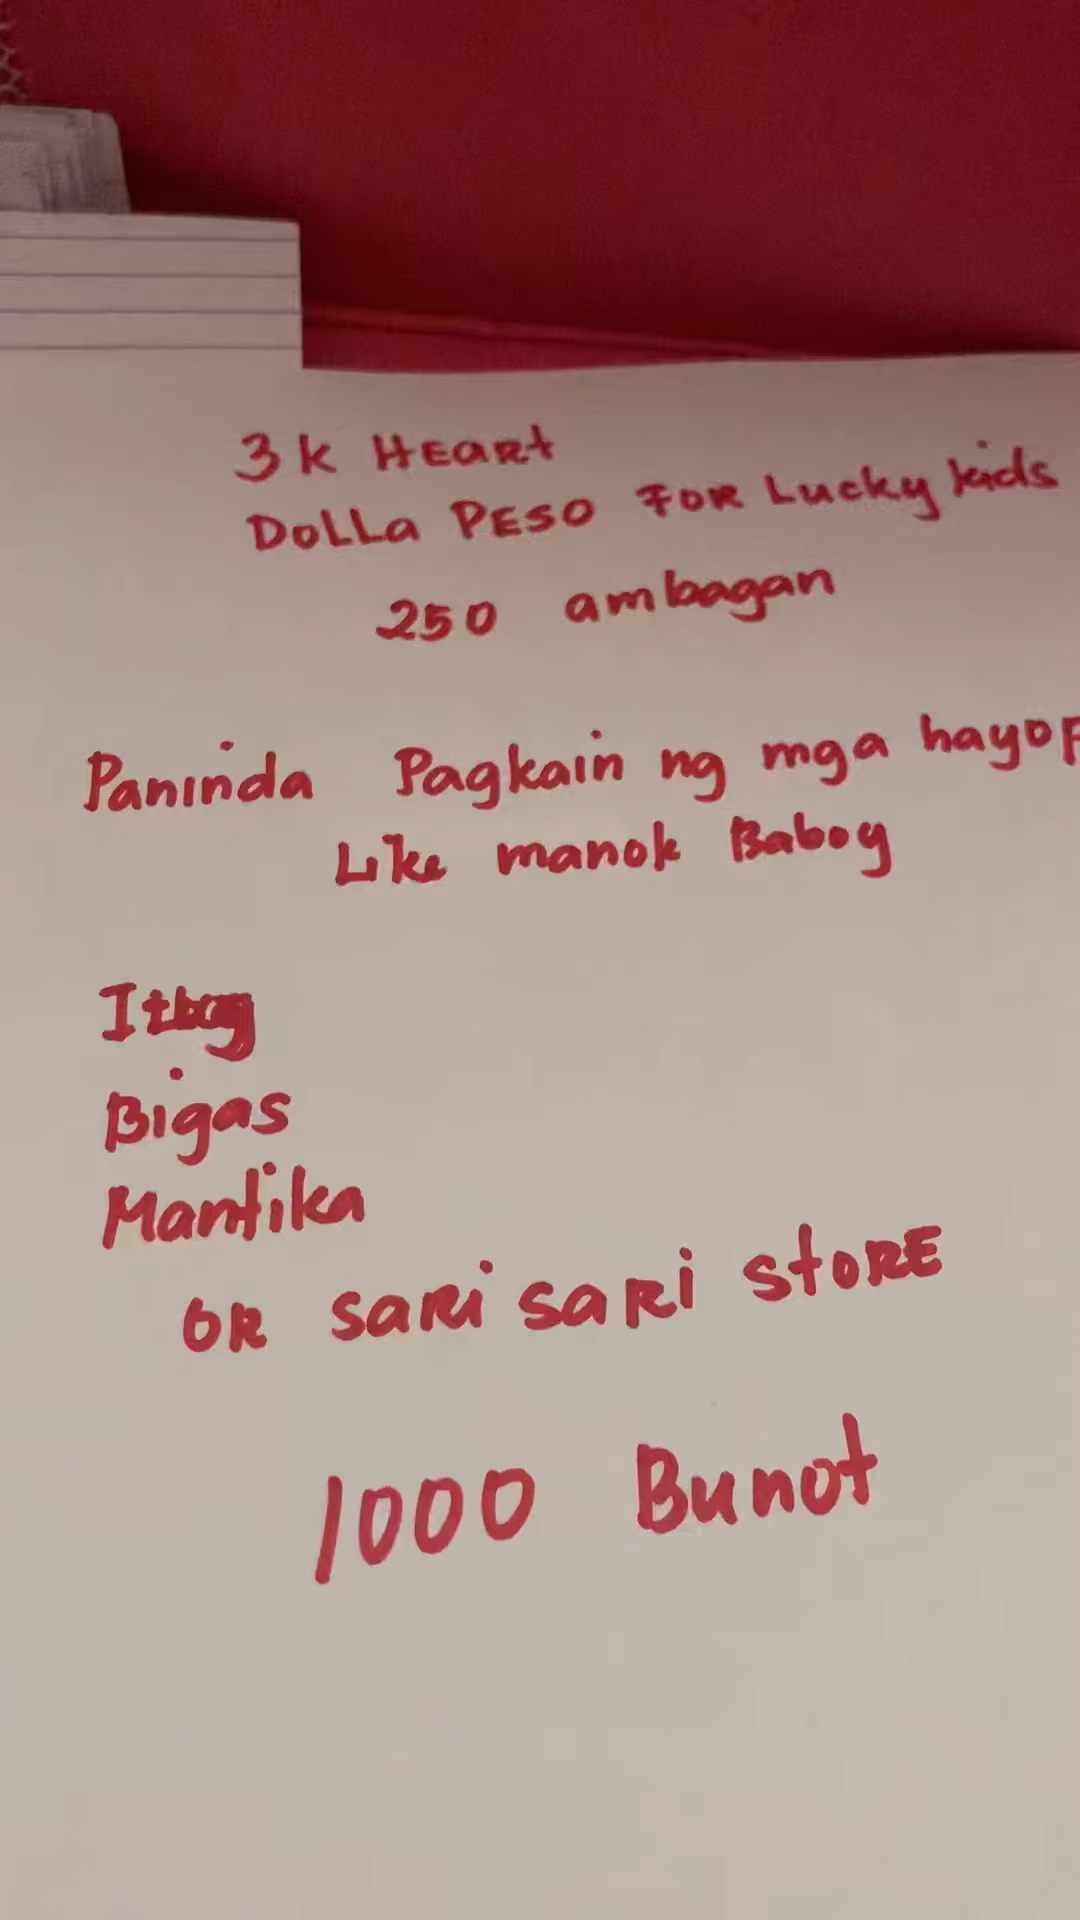 3k HEART
DOLLA PESO FOR Lucky kids
250 ambagan
Paninda Pagkain ng mga hayop
Like manok Baboy
Itlog
Bigas
Mantika
OR sari sari store
1000 Bunot